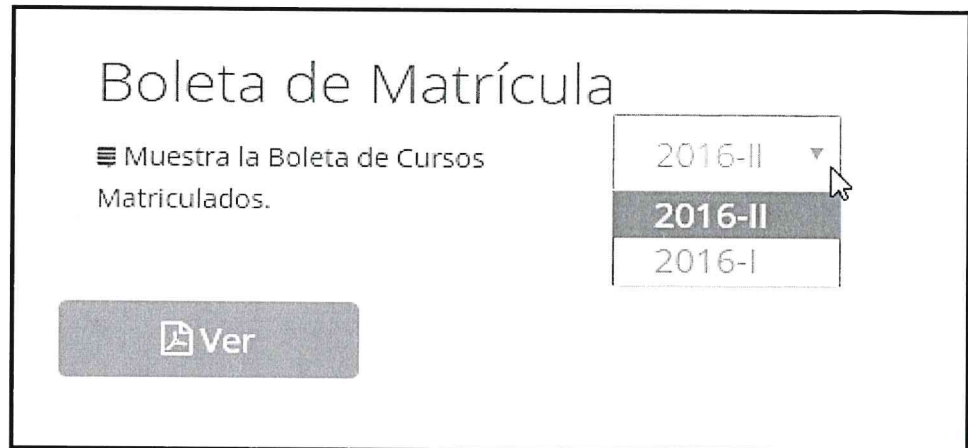 Boleta de Matrícula
Muestra la Boleta de Cursos
Matriculados.
2016-II
2016-II
2016-I
Ver